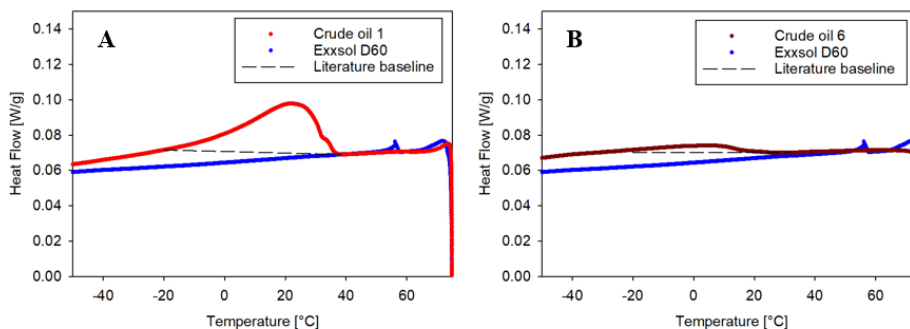 A
Crude oil 1
Exxsol D60
Literature baseline
Heat Flow [W/g]
0.14
0.12
0.10
0.08
0.06
0.04
0.02
0.00
-40 -20 0 20 40 60
Temperature [°C]
B
Crude oil 6
Exxsol D60
Literature baseline
Heat Flow [W/g]
0.14
0.12
0.10
0.08
0.06
0.04
0.02
0.00
-40 -20 0 20 40 60
Temperature [°C]